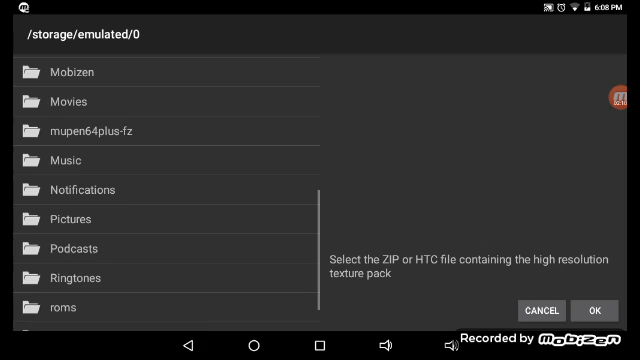 6:08 PM
/storage/emulated/0
Mobizen
Movies
mupen64plus-fz
Music
Notifications
Pictures
Podcasts
Ringtones
roms
Select the ZIP or HTC file containing the high resolution
texture pack
CANCEL
OK
Recorded by Mobizen